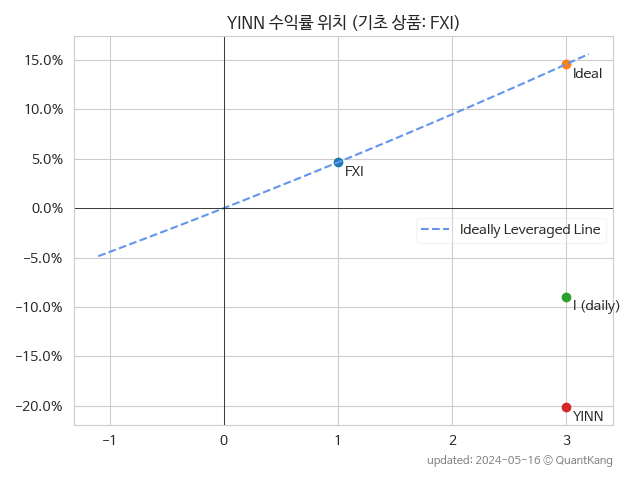 YINN 수익률 위치 (기초 상품: FXI)
15.0%
10.0%
5.0%
0.0%
−5.0%
−10.0%
−15.0%
−20.0%
Ideal
FXI
Ideally Leveraged Line
I (daily)
YINN
−1
0
1
2
3
updated: 2024-05-16 © QuantKang